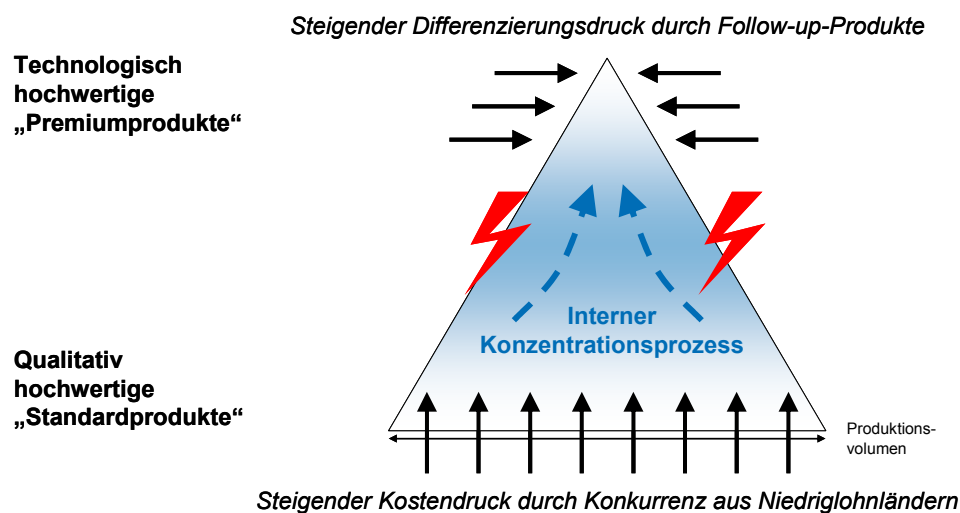 Steigender Differenzierungsdruck durch Follow-up-Produkte
Technologisch
hochwertige
„Premiumprodukte“
Interner
Konzentrationsprozess
Qualitativ
hochwertige
„Standardprodukte“
Produktions-
volumen
Steigender Kostendruck durch Konkurrenz aus Niedriglohnländern